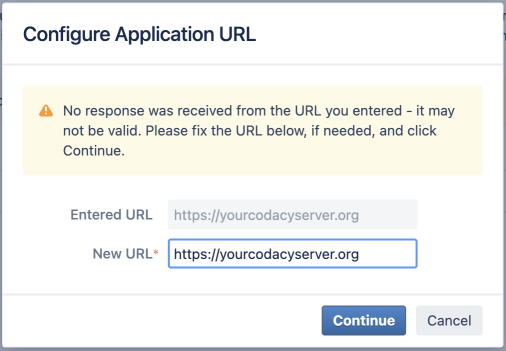 Configure Application URL
No response was received from the URL you entered - it may
not be valid. Please fix the URL below, if needed, and click
Continue.
Entered URL https://yourcodacyserver.org
New URL* https://yourcodacyserver.org
Continue Cancel